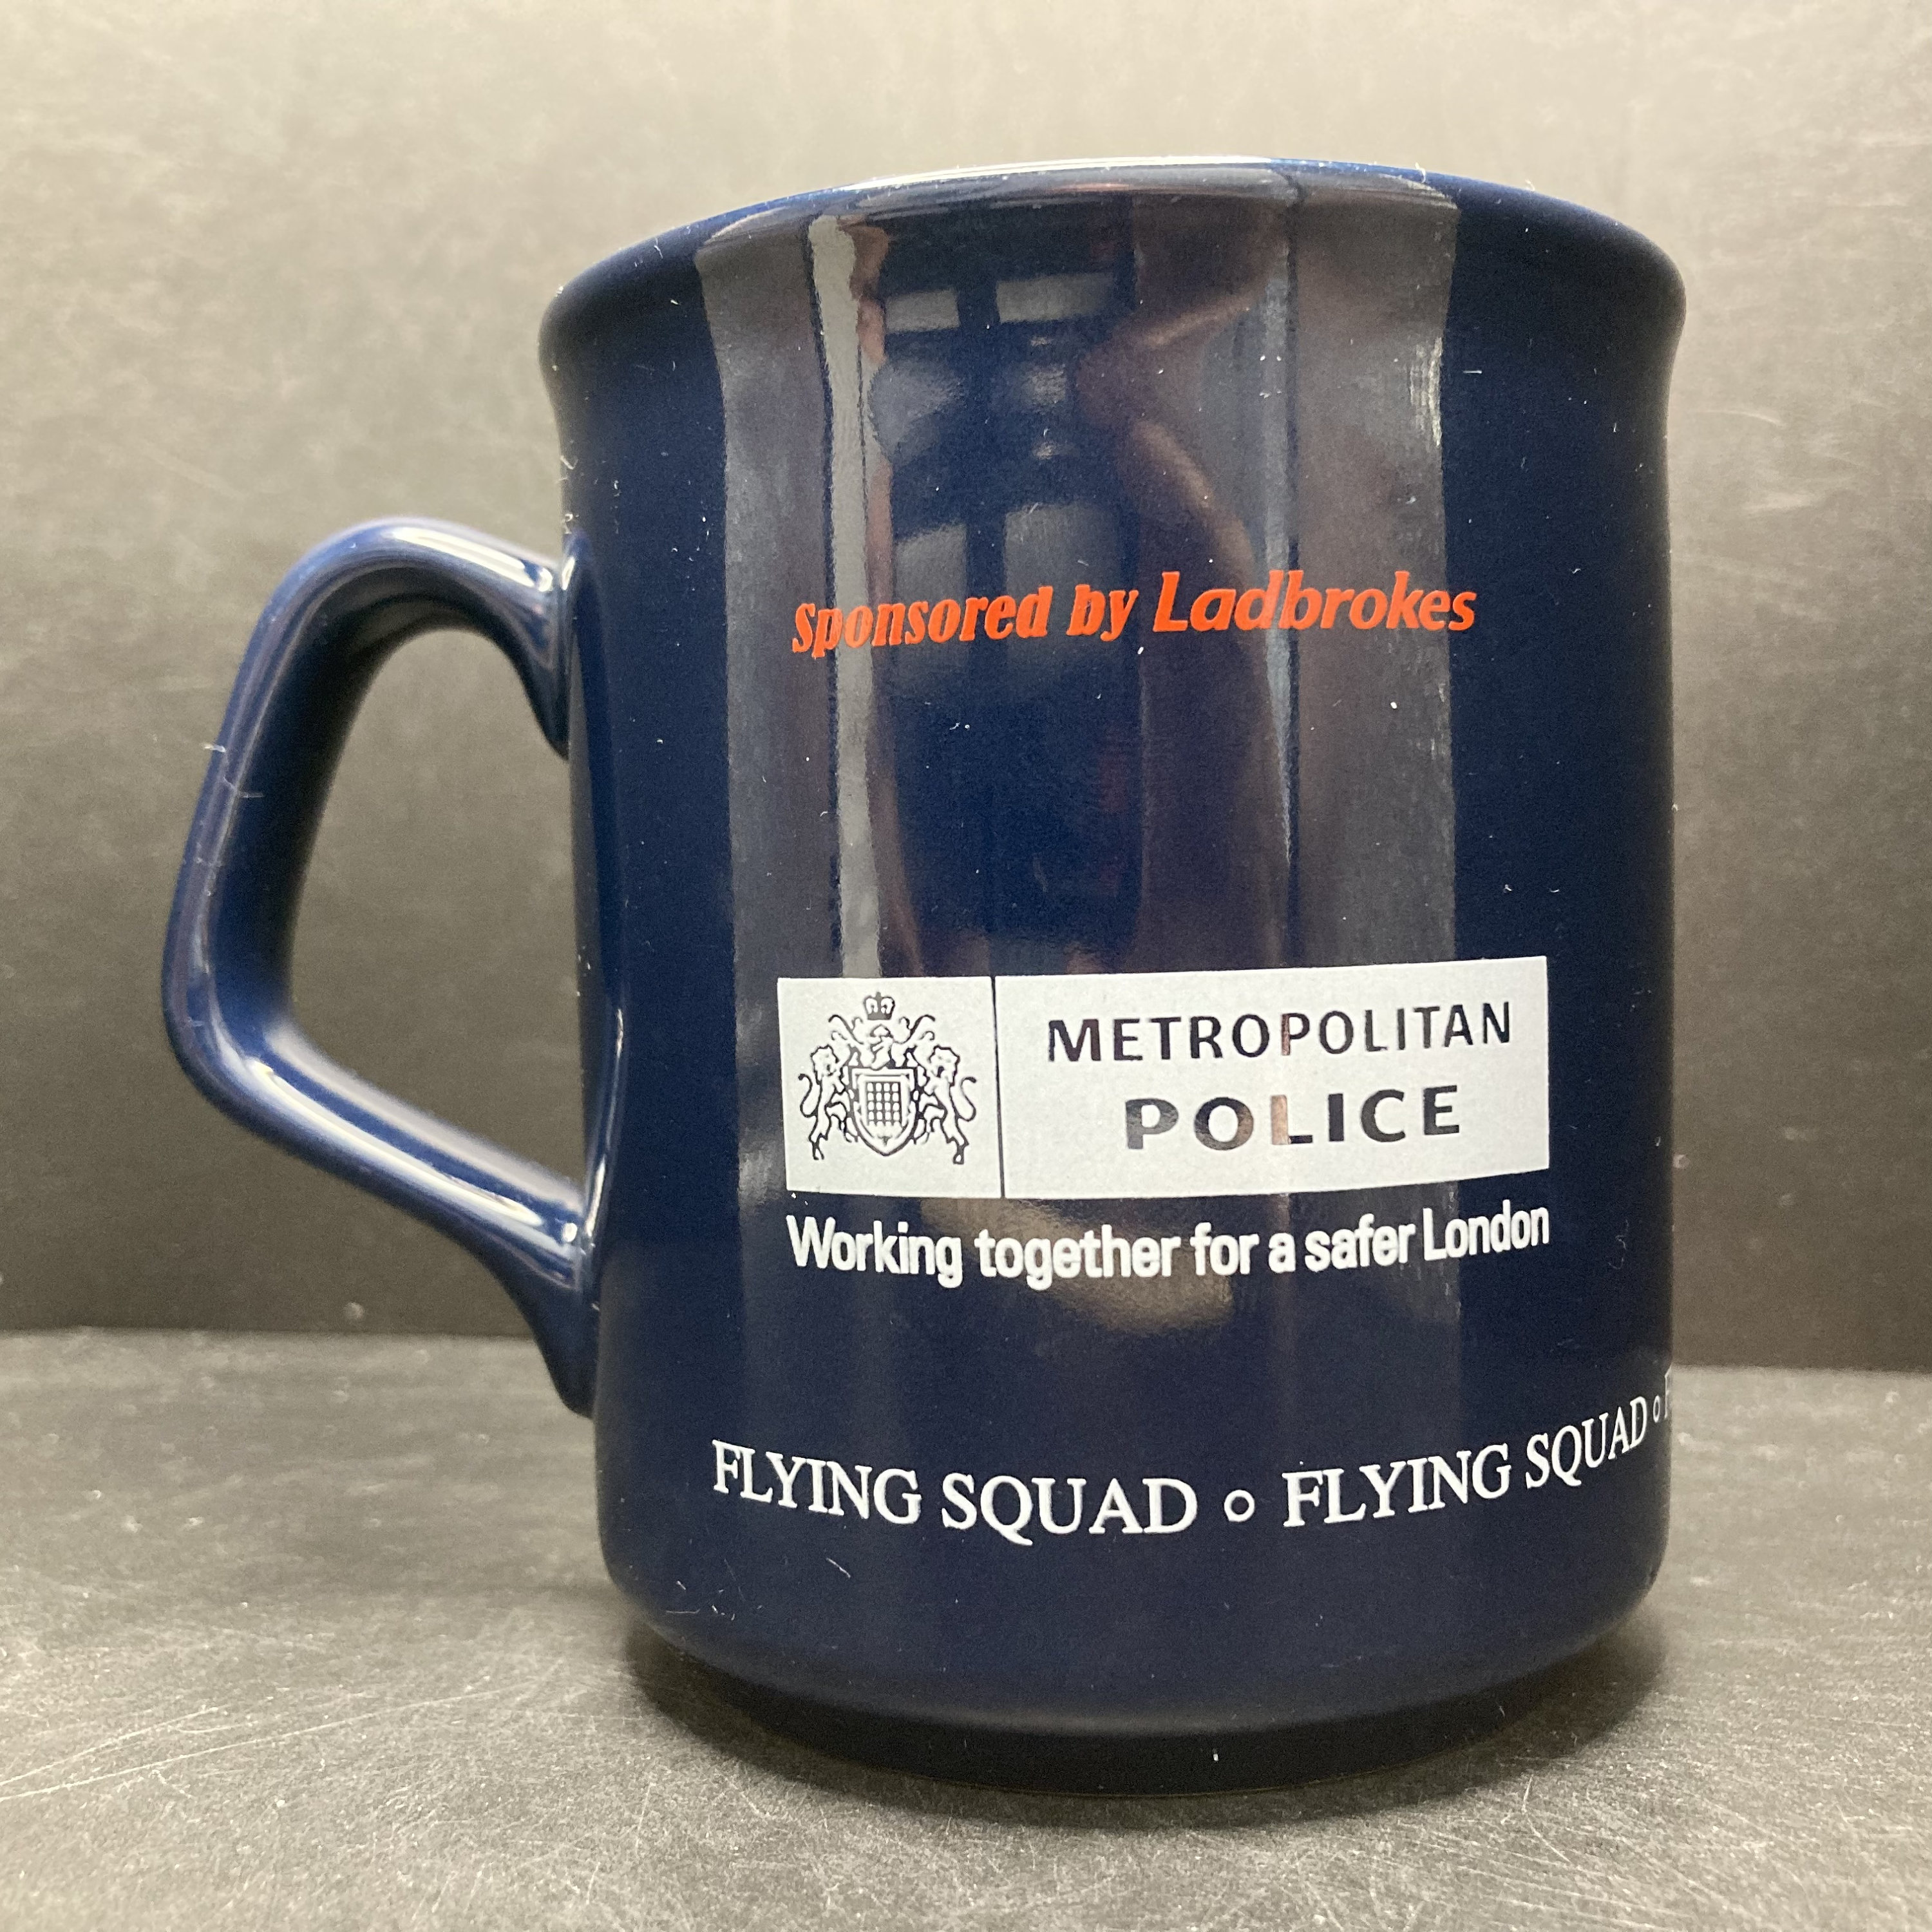 Sponsored by Ladbrokes
METROPOLITAN
POLICE
Working together for a safer London
FLYING SQUAD o FLYING SQUAD o